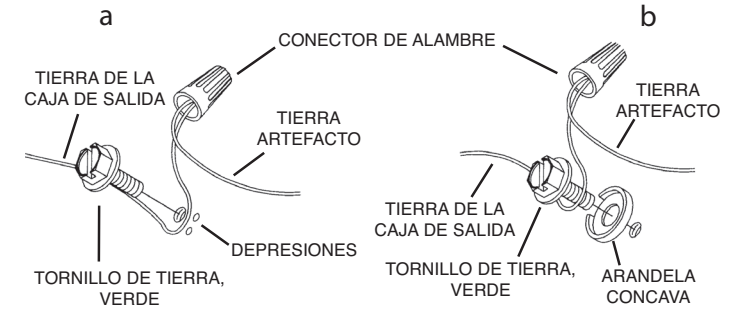 a
b
CONECTOR DE ALAMBRE
TIERRA DE LA
CAJA DE SALIDA
TIERRA
ARTEFACTO
TIERRA
ARTEFACTO
TIERRA DE LA
CAJA DE SALIDA
DEPRESIONES
TORNILLO DE TIERRA,
VERDE
TORNILLO DE TIERRA,
VERDE
ARANDELA
CONCAVA